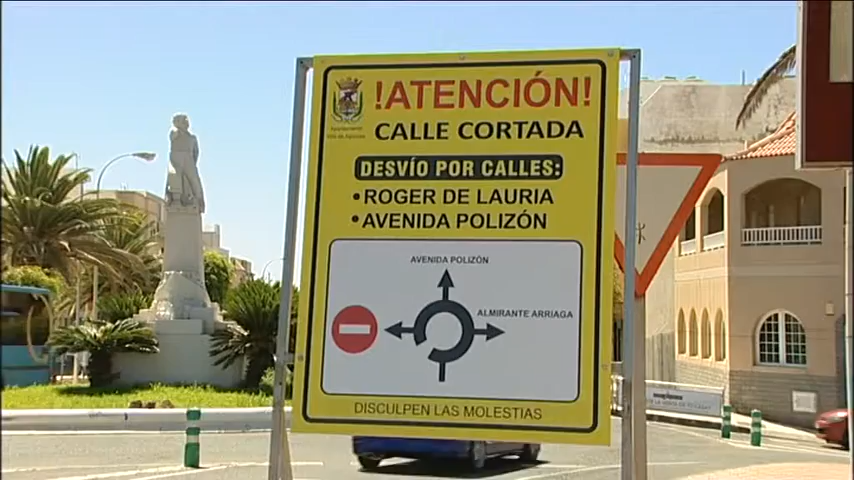 !ATENCIÓN!
CALLE CORTADA
DESVÍO POR CALLES:
• ROGER DE LAURIA
• AVENIDA POLIZÓN
AVENIDA POLIZÓN
ALMIRANTE ARRIAGA
DISCULPEN LAS MOLESTIAS